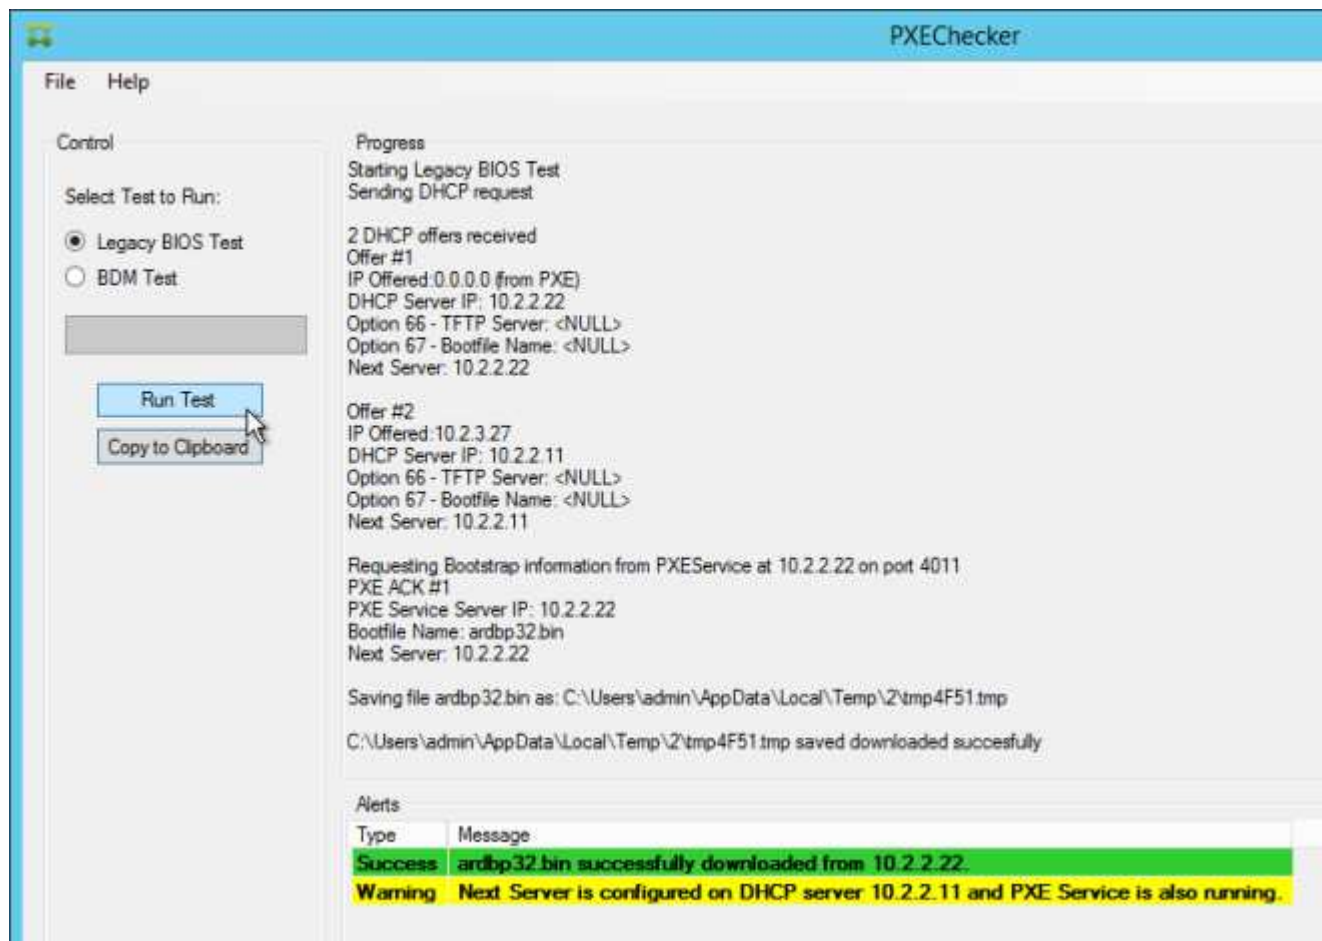 PXEChecker
File Help
Control
Select Test to Run:
Legacy BIOS Test
BDM Test
Run Test
Copy to Clipboard
Progress
Starting Legacy BIOS Test
Sending DHCP request
2 DHCP offers received
Offer #1
IP Offered:0.0.0.0 (from PXE)
DHCP Server IP: 10.2.2.22
Option 66 - TFTP Server: <NULL>
Option 67 - Bootfile Name: <NULL>
Next Server: 10.2.2.22
Offer #2
IP Offered:10.2.3.27
DHCP Server IP: 10.2.2.11
Option 66 - TFTP Server: <NULL>
Option 67 - Bootfile Name: <NULL>
Next Server: 10.2.2.11
Requesting Bootstrap information from PXEService at 10.2.2.22 on port 4011
PXE ACK #1
PXE Service Server IP: 10.2.2.22
Bootfile Name: ardbp32.bin
Next Server: 10.2.2.22
Saving file ardbp32.bin as: C:\Users\admin\AppData\Local\Temp\2\tmp4F51.tmp
C:\Users\admin\AppData\Local\Temp\2\tmp4F51.tmp saved downloaded succesfully
Alerts
Type Message
Success ardbp32.bin successfully downloaded from 10.2.2.22.
Warning Next Server is configured on DHCP server 10.2.2.11 and PXE Service is also running.